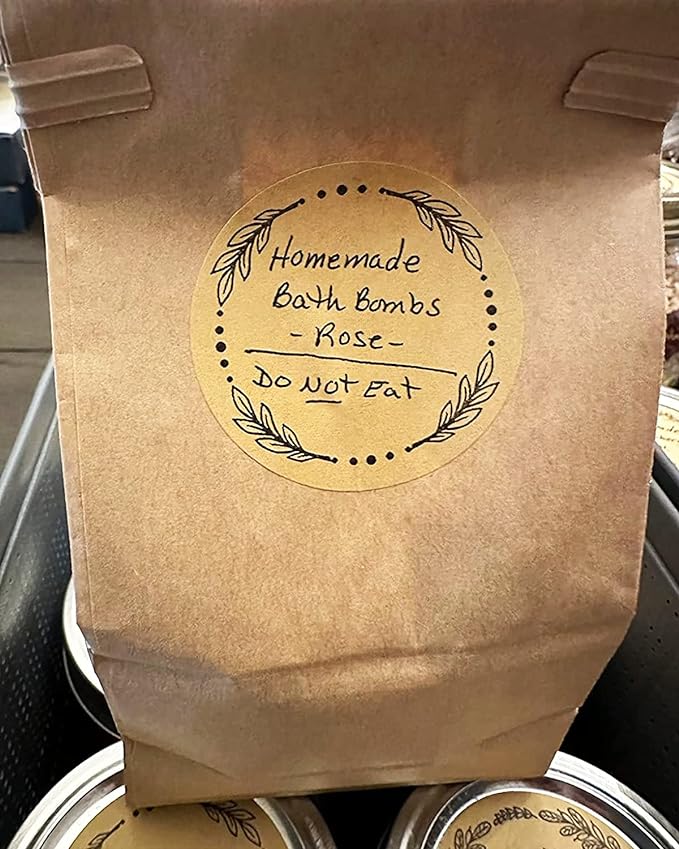 Homemade
Bath Bombs
- Rose -
Do Not Eat